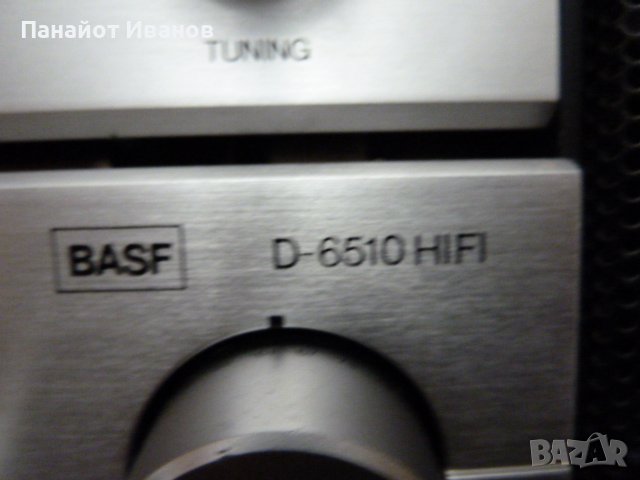 Панайот Иванов
TUNING
BASF D-6510 HIFI
BAZAR